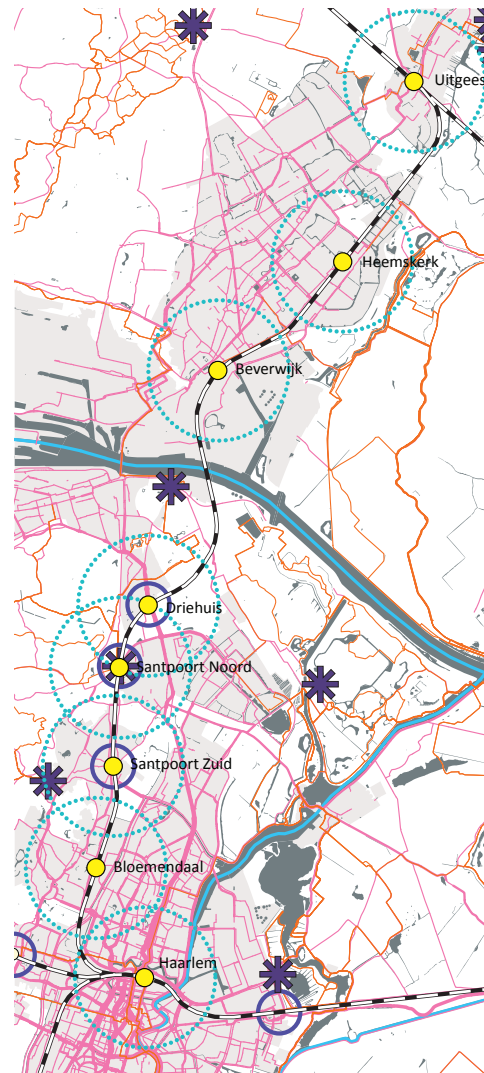 Uitgees
Heemskerk
Beverwijk
Driehuis
Santpoort Noord
Santpoort Zuid
Bloemendaal
Haarlem